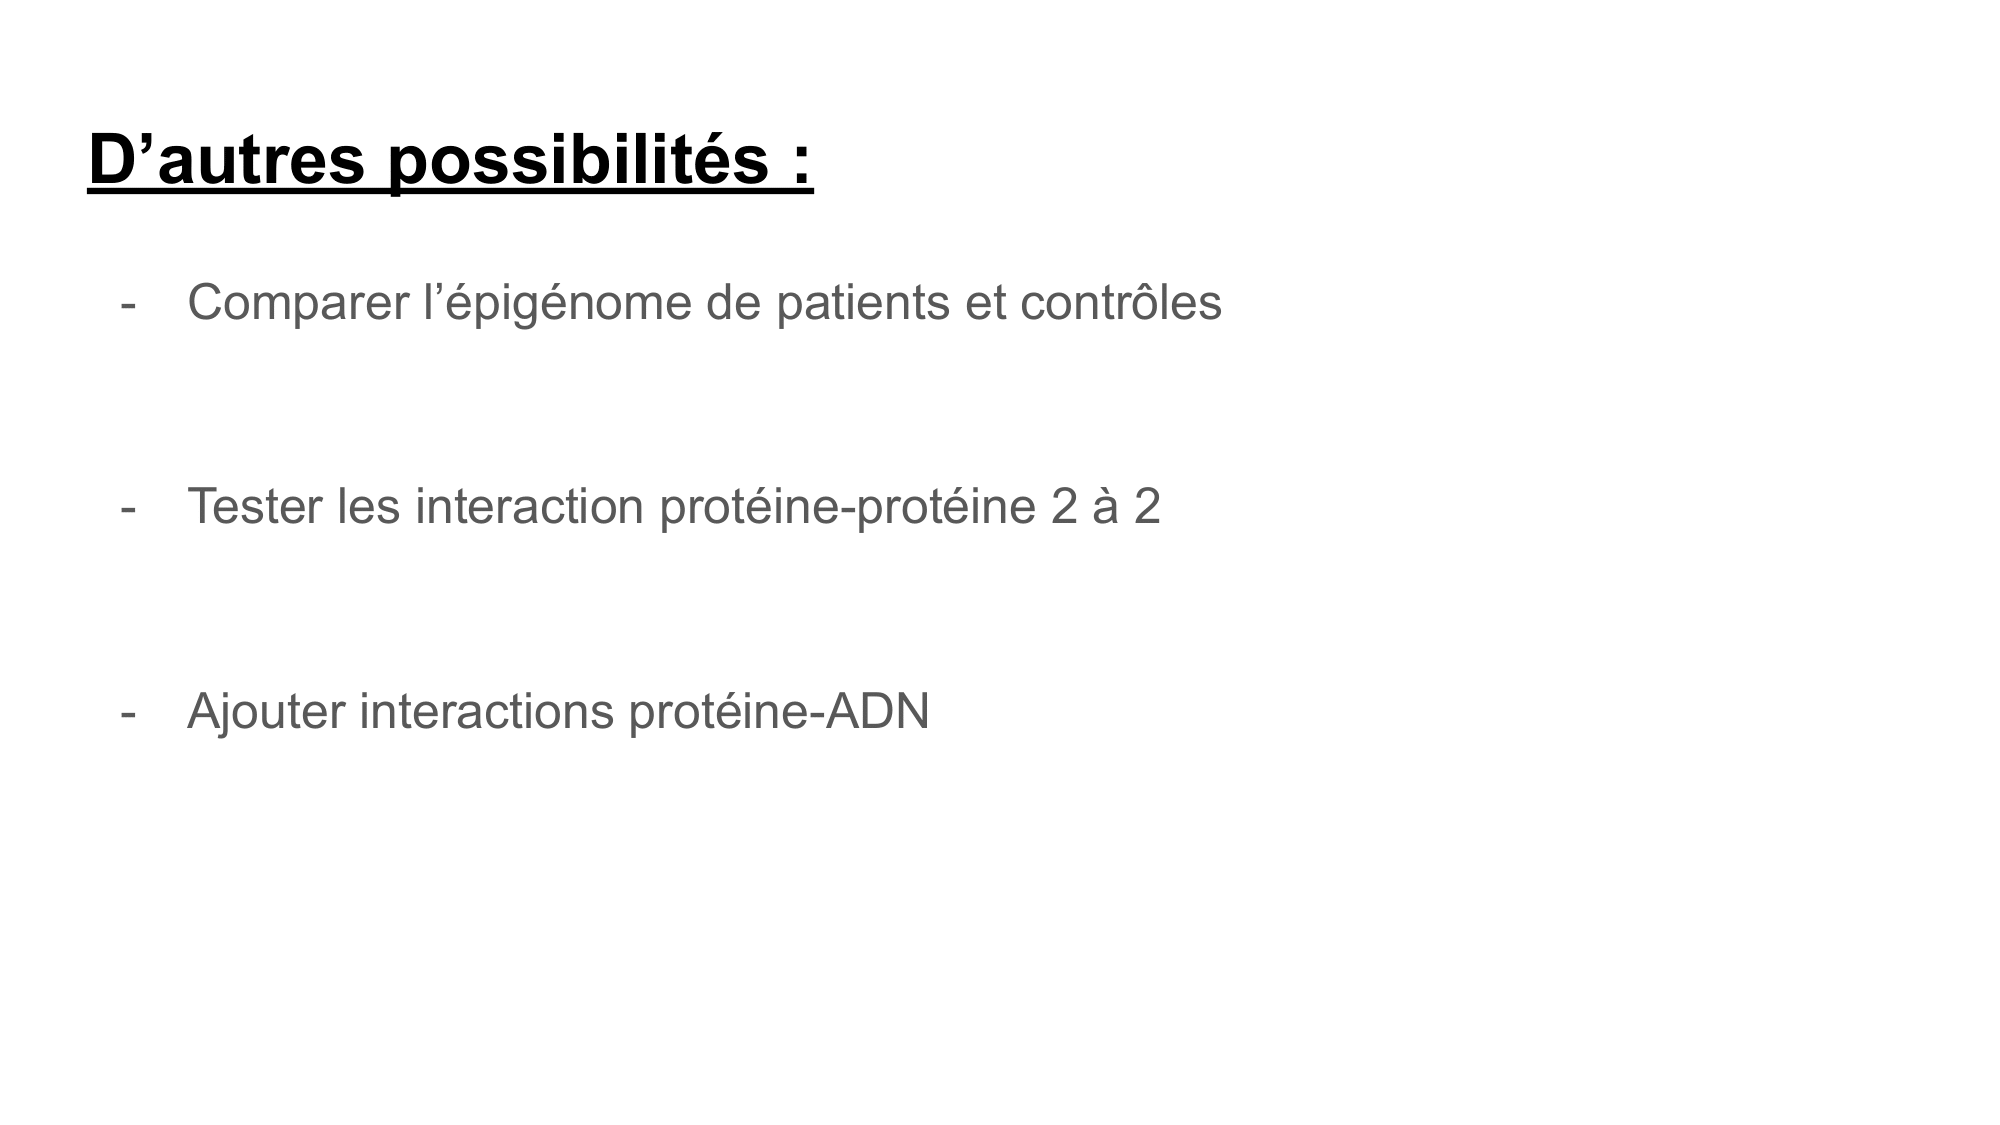 D’autres possibilités :
- Comparer l’épigénome de patients et contrôles
- Tester les interaction protéine-protéine 2 à 2
- Ajouter interactions protéine-ADN